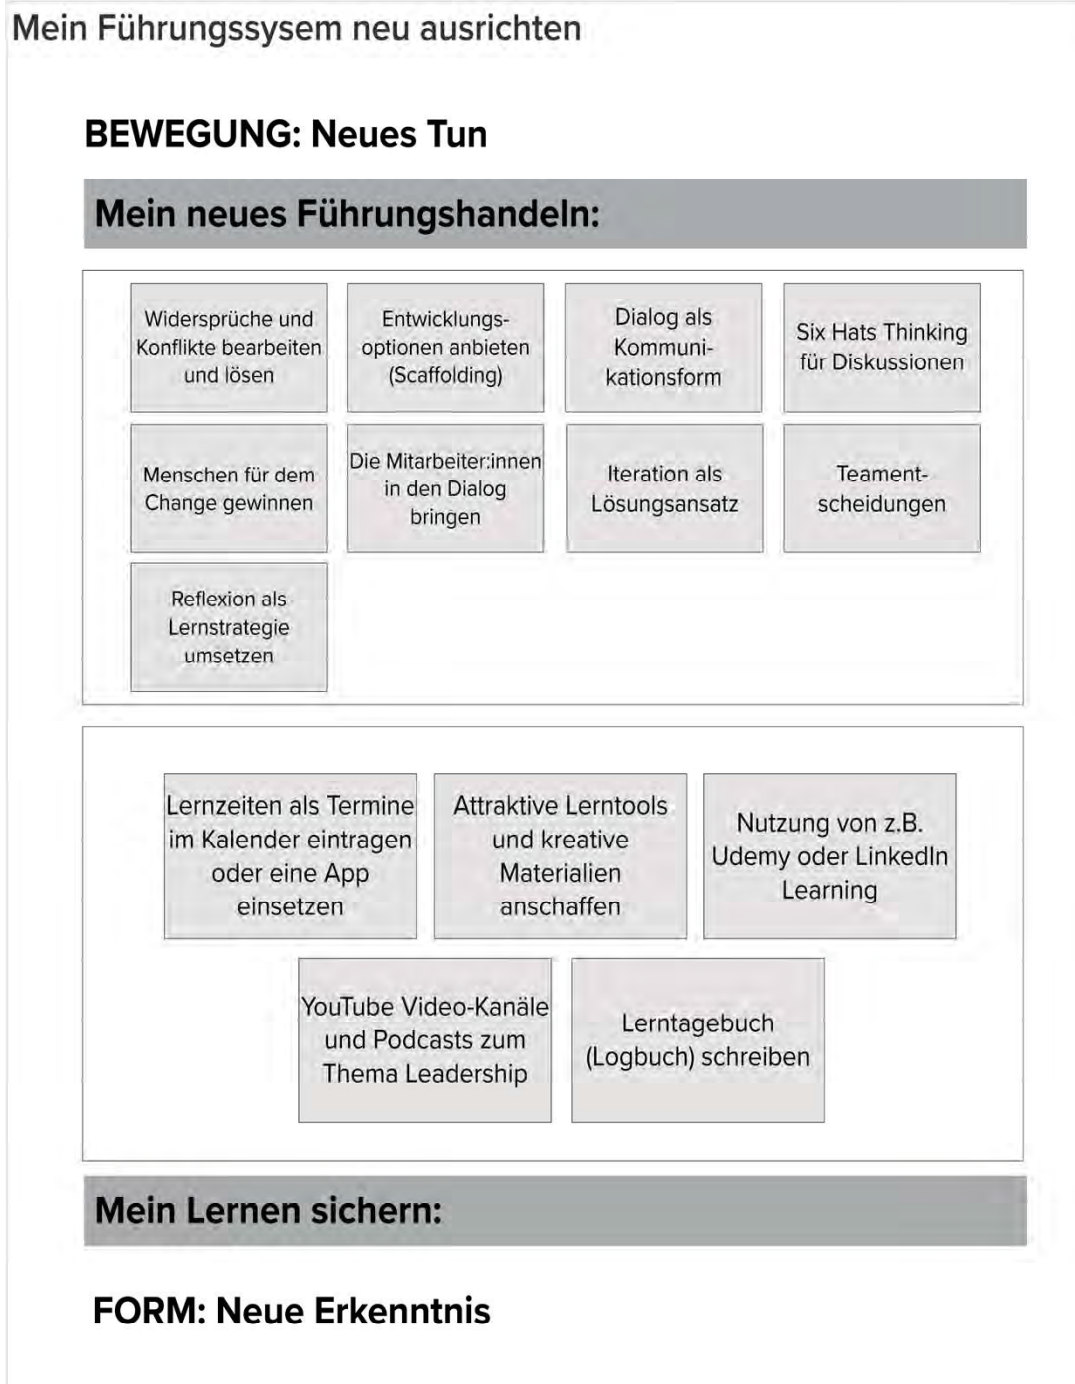 Mein Führungssysem neu ausrichten
BEWEGUNG: Neues Tun
Mein neues Führungshandeln:
Widersprüche und
Konflikte bearbeiten
und lösen
Entwicklungs-
optionen anbieten
(Scaffolding)
Dialog als
Kommuni-
kationsform
Six Hats Thinking
für Diskussionen
Menschen für dem
Change gewinnen
Die Mitarbeiter:innen
in den Dialog
bringen
Iteration als
Lösungsansatz
Teament-
scheidungen
Reflexion als
Lernstrategie
umsetzen
Lernzeiten als Termine
im Kalender eintragen
oder eine App
einsetzen
Attraktive Lerntools
und kreative
Materialien
anschaffen
Nutzung von z.B.
Udemy oder LinkedIn
Learning
YouTube Video-Kanäle
und Podcasts zum
Thema Leadership
Lerntagebuch
(Logbuch) schreiben
Mein Lernen sichern:
FORM: Neue Erkenntnis